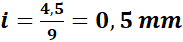 i = 4,5/9 = 0, 5 mm